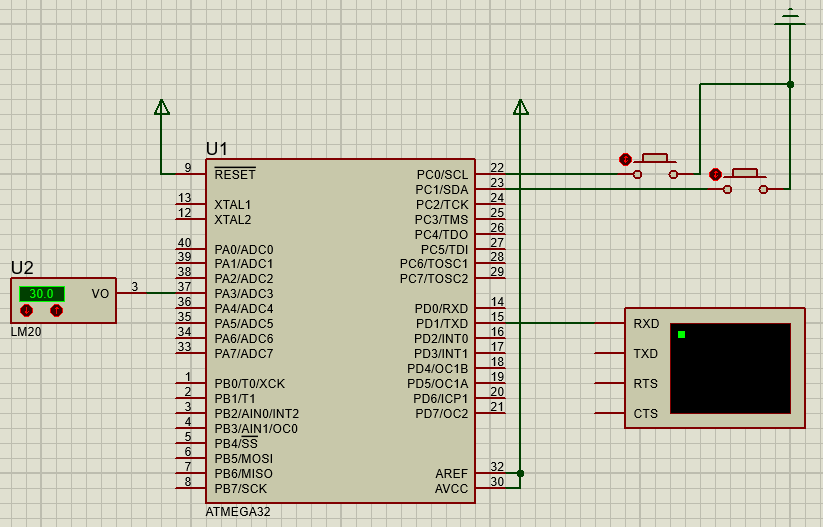 U1
9 RESET
13 XTAL1
12 XTAL2
40 PA0/ADC0
39 PA1/ADC1
38 PA2/ADC2
37 PA3/ADC3
36 PA4/ADC4
35 PA5/ADC5
34 PA6/ADC6
33 PA7/ADC7
1 PB0/T0/XCK
2 PB1/T1
3 PB2/AIN0/INT2
4 PB3/AIN1/OC0
5 PB4/SS
6 PB5/MOSI
7 PB6/MISO
8 PB7/SCK
PC0/SCL 22
PC1/SDA 23
PC2/TCK 24
PC3/TMS 25
PC4/TDO 26
PC5/TDI 27
PC6/TOSC1 28
PC7/TOSC2 29
PD0/RXD 14
PD1/TXD 15
PD2/INT0 16
PD3/INT1 17
PD4/OC1B 18
PD5/OC1A 19
PD6/ICP1 20
PD7/OC2 21
AREF 32
AVCC 30
ATMEGA32
U2
30.0
VO 3
LM20
RXD
TXD
RTS
CTS